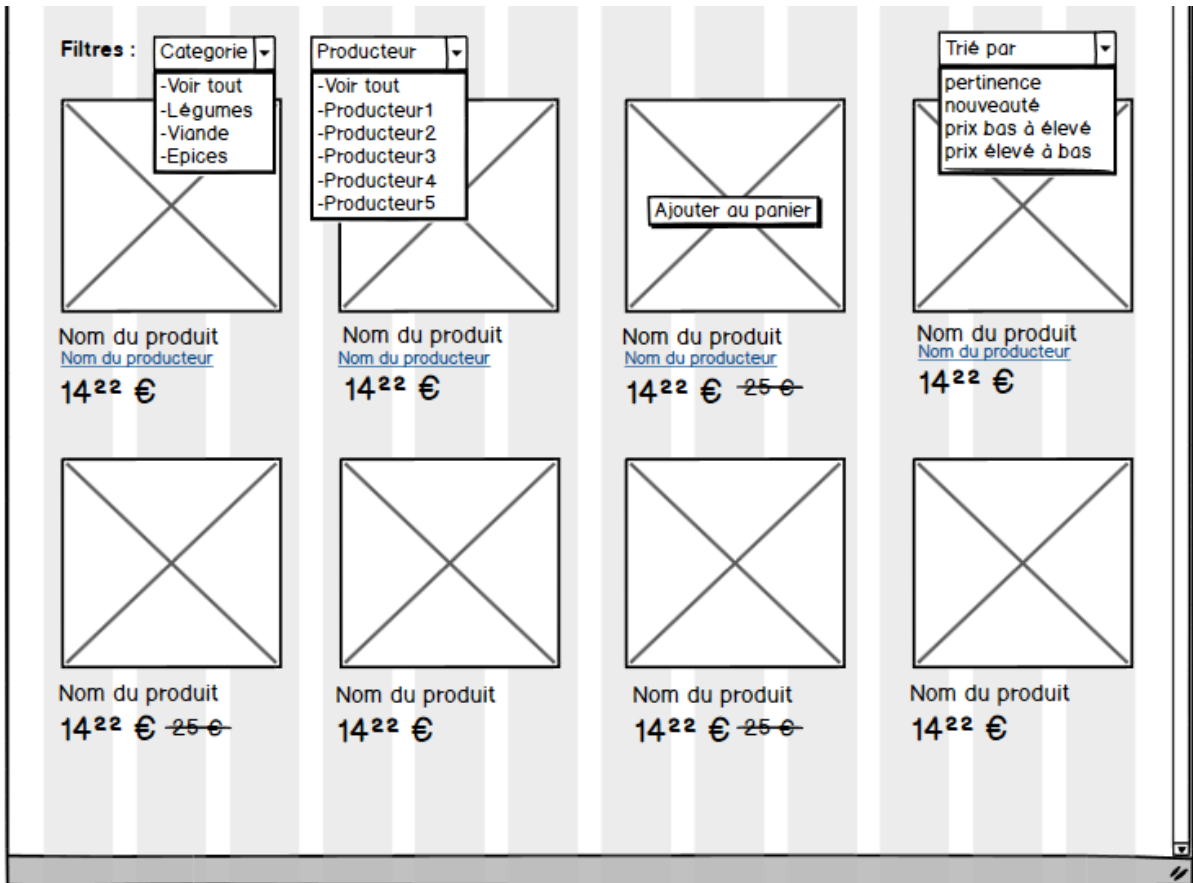 Filtres :
Categorie
-Voir tout
-Légumes
-Viande
-Epices
Producteur
-Voir tout
-Producteur1
-Producteur2
-Producteur3
-Producteur4
-Producteur5
Trié par
pertinence
nouveauté
prix bas à élevé
prix élevé à bas
Ajouter au panier
Nom du produit
Nom du producteur
14²² €
Nom du produit
Nom du producteur
14²² €
Nom du produit
Nom du producteur
14²² € 25 €
Nom du produit
Nom du producteur
14²² €
Nom du produit
14²² € 25 €
Nom du produit
14²² €
Nom du produit
14²² € 25 €
Nom du produit
14²² €